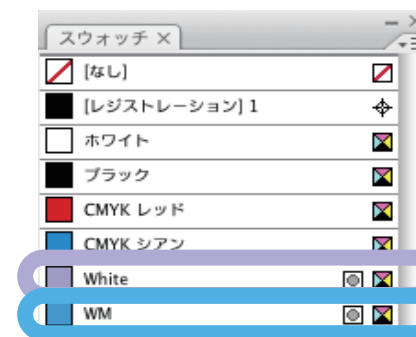 スウォッチ ×
[なし]
[レジストレーション] 1
ホワイト
ブラック
CMYK レッド
CMYK シアン
White
WM